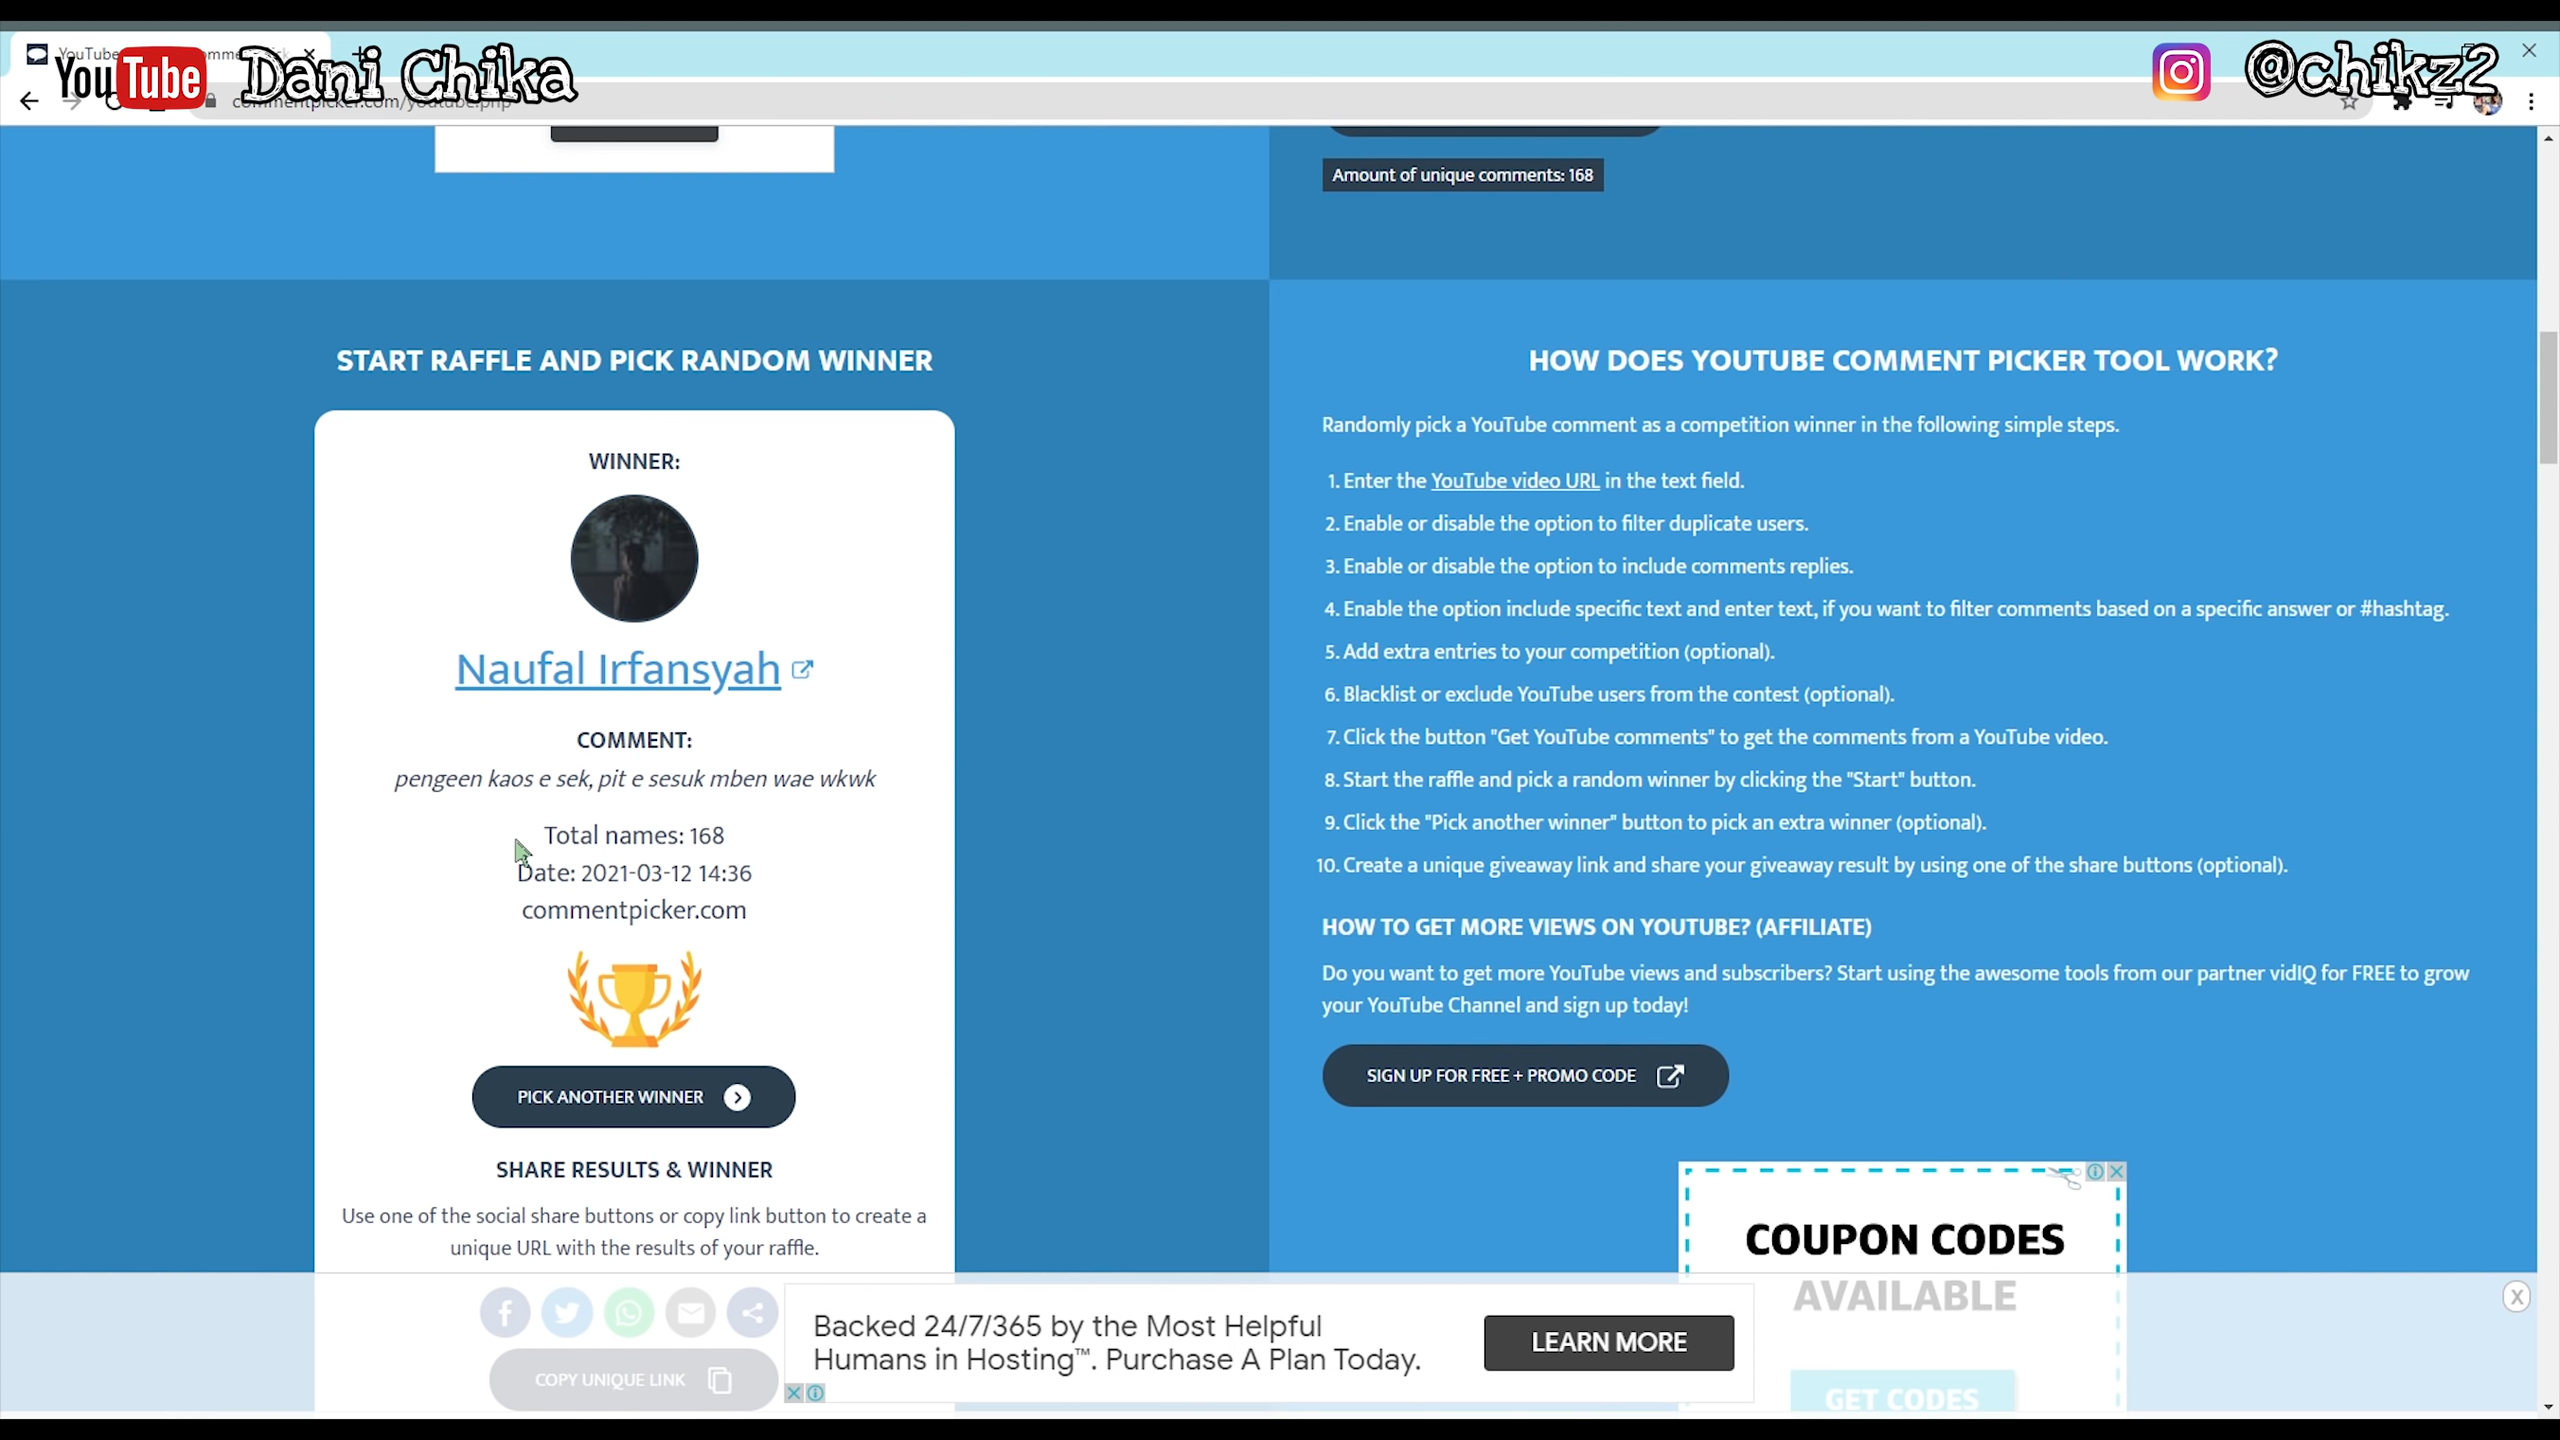 YouTube
YouTube Dani Chika
@chikz2
commentpicker.com/youtube.php
Amount of unique comments: 168
START RAFFLE AND PICK RANDOM WINNER
WINNER:
Naufal Irfansyah
COMMENT:
pengeen kaos e sek, pit e sesuk mben wae wkwk
Total names: 168
Date: 2021-03-12 14:36
commentpicker.com
PICK ANOTHER WINNER
SHARE RESULTS & WINNER
Use one of the social share buttons or copy link button to create a
unique URL with the results of your raffle.
COPY UNIQUE LINK
HOW DOES YOUTUBE COMMENT PICKER TOOL WORK?
Randomly pick a YouTube comment as a competition winner in the following simple steps.
1. Enter the YouTube video URL in the text field.
2. Enable or disable the option to filter duplicate users.
3. Enable or disable the option to include comments replies.
4. Enable the option include specific text and enter text, if you want to filter comments based on a specific answer or #hashtag.
5. Add extra entries to your competition (optional).
6. Blacklist or exclude YouTube users from the contest (optional).
7. Click the button "Get YouTube comments" to get the comments from a YouTube video.
8. Start the raffle and pick a random winner by clicking the "Start" button.
9. Click the "Pick another winner" button to pick an extra winner (optional).
10. Create a unique giveaway link and share your giveaway result by using one of the share buttons (optional).
HOW TO GET MORE VIEWS ON YOUTUBE? (AFFILIATE)
Do you want to get more YouTube views and subscribers? Start using the awesome tools from our partner vidIQ for FREE to grow
your YouTube Channel and sign up today!
SIGN UP FOR FREE + PROMO CODE
COUPON CODES
AVAILABLE
GET CODES
Backed 24/7/365 by the Most Helpful
Humans in Hosting™. Purchase A Plan Today.
LEARN MORE